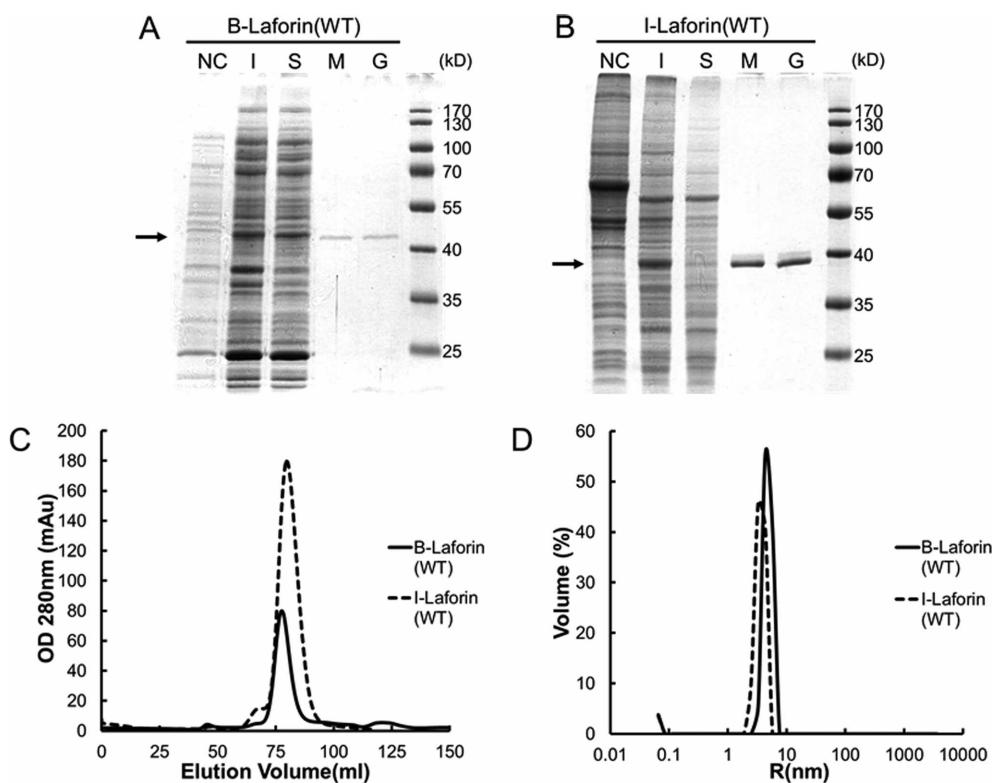 A
B-Laforin(WT)
NC I S M G (kD)
170
130
100
70
55
40
35
25
B
I-Laforin(WT)
NC I S M G (kD)
170
130
100
70
55
40
35
25
C
OD 280nm (mAu)
200
180
160
140
120
100
80
60
40
20
0
0 25 50 75 100 125 150
Elution Volume(ml)
B-Laforin
(WT)
I-Laforin
(WT)
D
Volume (%)
60
50
40
30
20
10
0
0.01 0.1 1 10 100 1000 10000
R(nm)
B-Laforin
(WT)
I-Laforin
(WT)